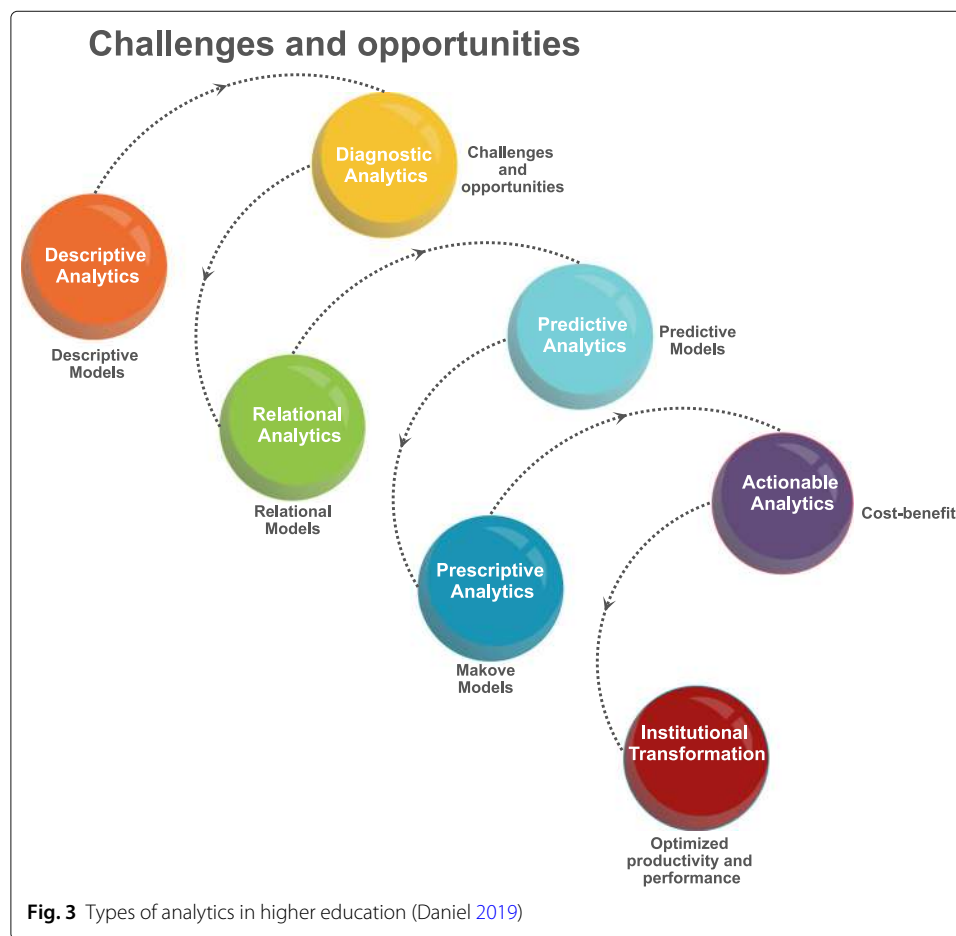 Challenges and opportunities
Diagnostic
Analytics
Challenges
and
opportunities
Descriptive
Analytics
Descriptive
Models
Predictive
Analytics
Predictive
Models
Relational
Analytics
Relational
Models
Actionable
Analytics
Cost-benefit
Prescriptive
Analytics
Makove
Models
Institutional
Transformation
Optimized
productivity and
performance
Fig. 3 Types of analytics in higher education (Daniel 2019)